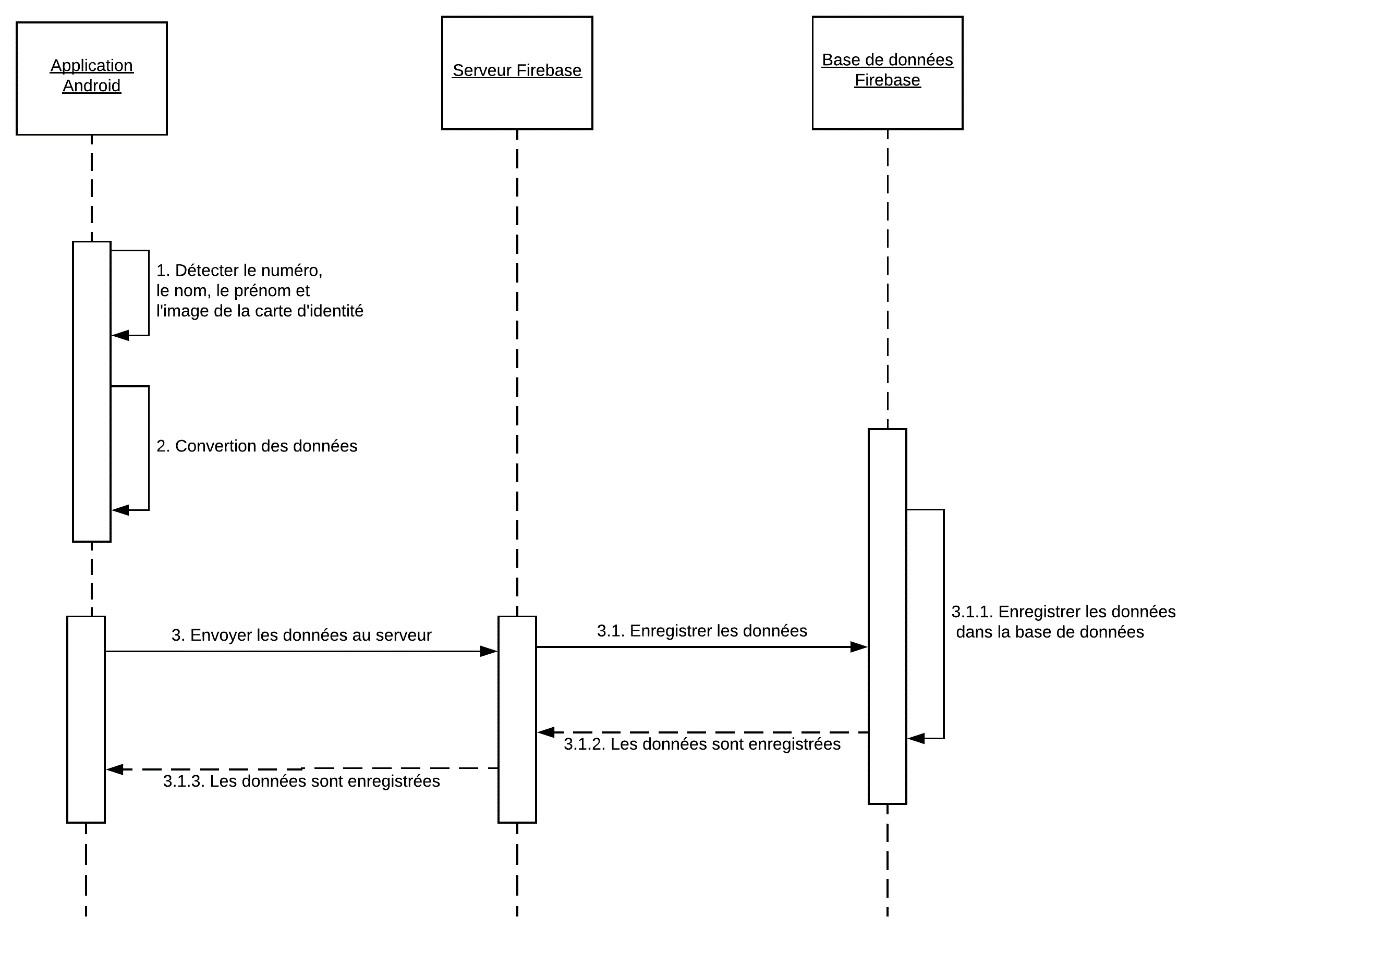 Application
Android
Serveur Firebase
Base de données
Firebase
1. Détecter le numéro,
le nom, le prénom et
l'image de la carte d'identité
2. Convertion des données
3. Envoyer les données au serveur
3.1. Enregistrer les données
3.1.1. Enregistrer les données
dans la base de données
3.1.2. Les données sont enregistrées
3.1.3. Les données sont enregistrées